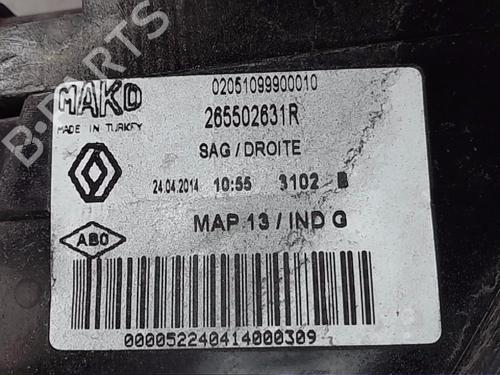 02051099900010
MAKO
265502631R
MADE IN TURKEY
SAG / DROITE
24.04.2014 10:55 3102 B
MAP 13 / IND G
ABO
000052240414000309
B-PARTS